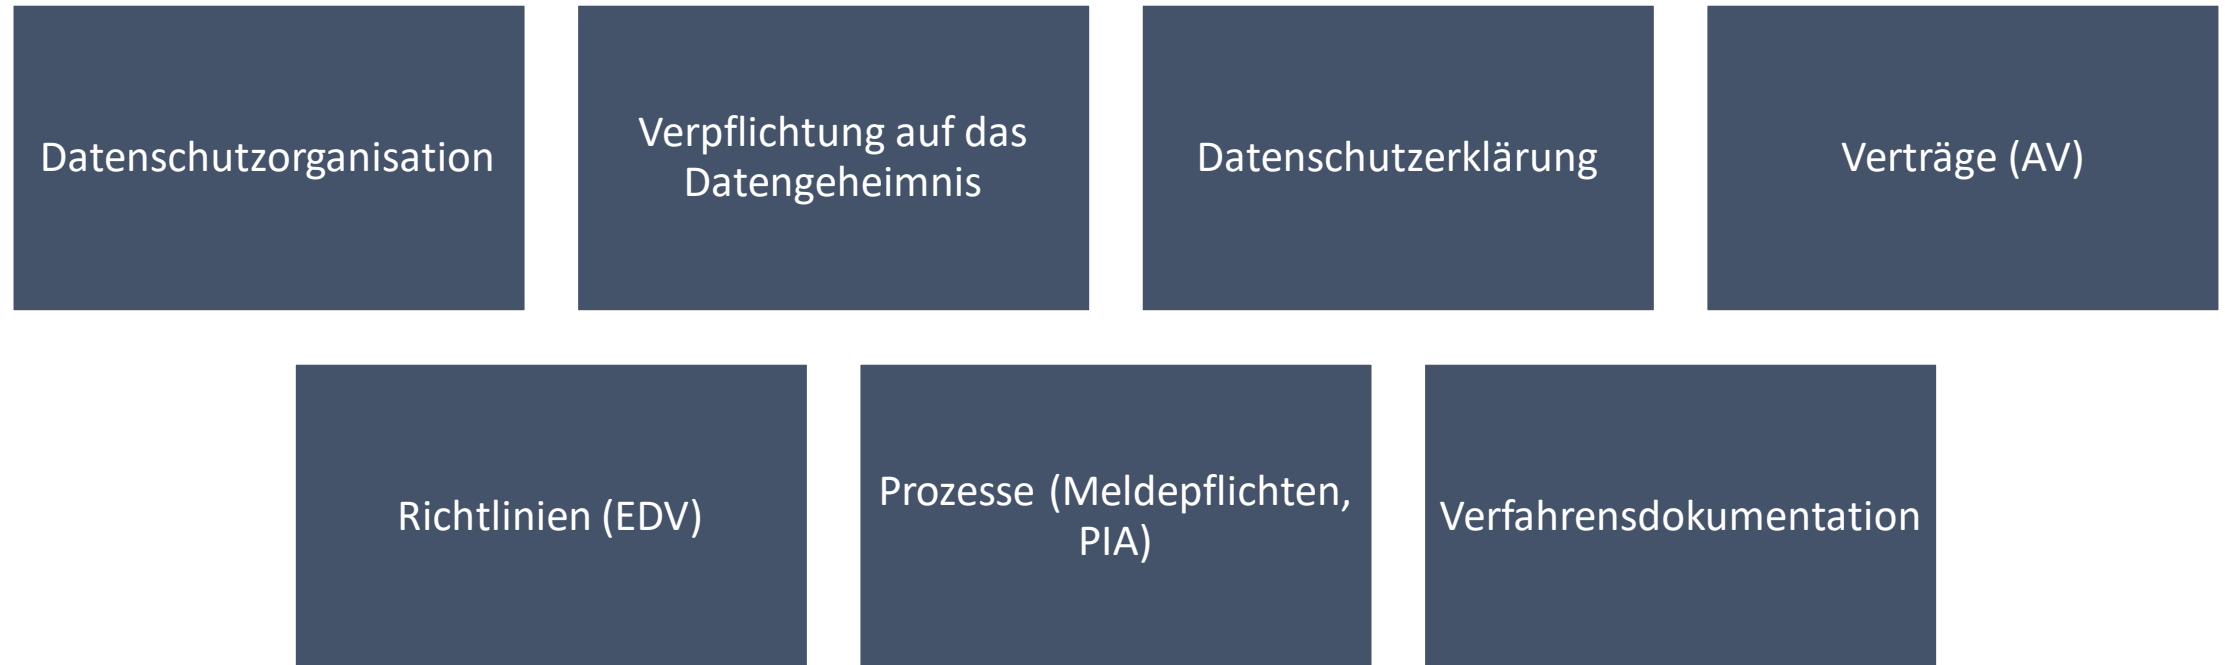 Datenschutzorganisation
Verpflichtung auf das
Datengeheimnis
Datenschutzerklärung
Verträge (AV)
Richtlinien (EDV)
Prozesse (Meldepflichten,
PIA)
Verfahrensdokumentation